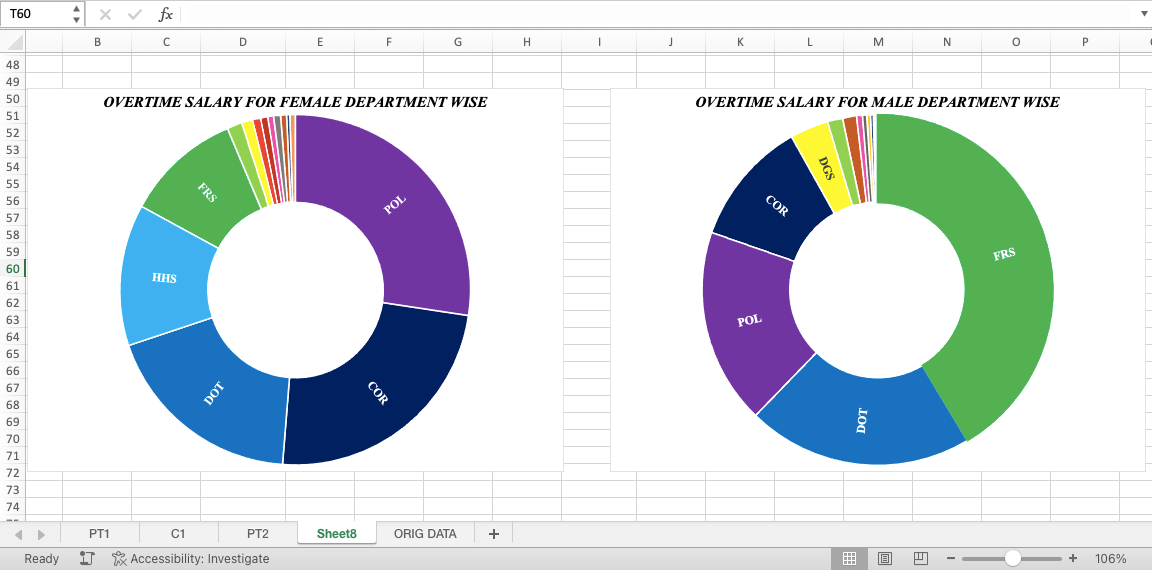 T60
fx
B C D E F G H I J K L M N O P
48
49
50
51
52
53
54
55
56
57
58
59
60
61
62
63
64
65
66
67
68
69
70
71
72
73
74
OVERTIME SALARY FOR FEMALE DEPARTMENT WISE
POL
COR
DOT
HHS
FRS
OVERTIME SALARY FOR MALE DEPARTMENT WISE
FRS
DOT
POL
COR
DGS
PT1 C1 PT2 Sheet8 ORIG DATA +
Ready Accessibility: Investigate − + 106%